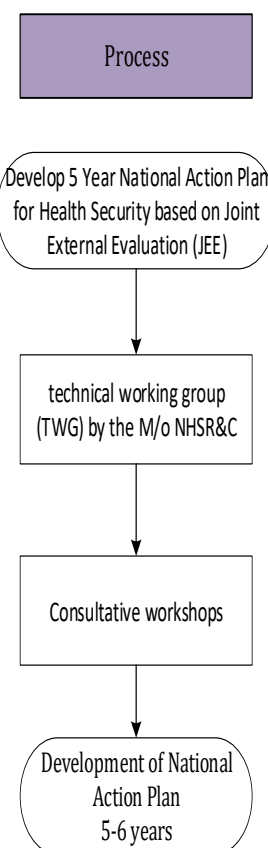 Process
Develop 5 Year National Action Plan
for Health Security based on Joint
External Evaluation (JEE)
technical working group
(TWG) by the M/o NHSR&C
Consultative workshops
Development of National
Action Plan
5-6 years